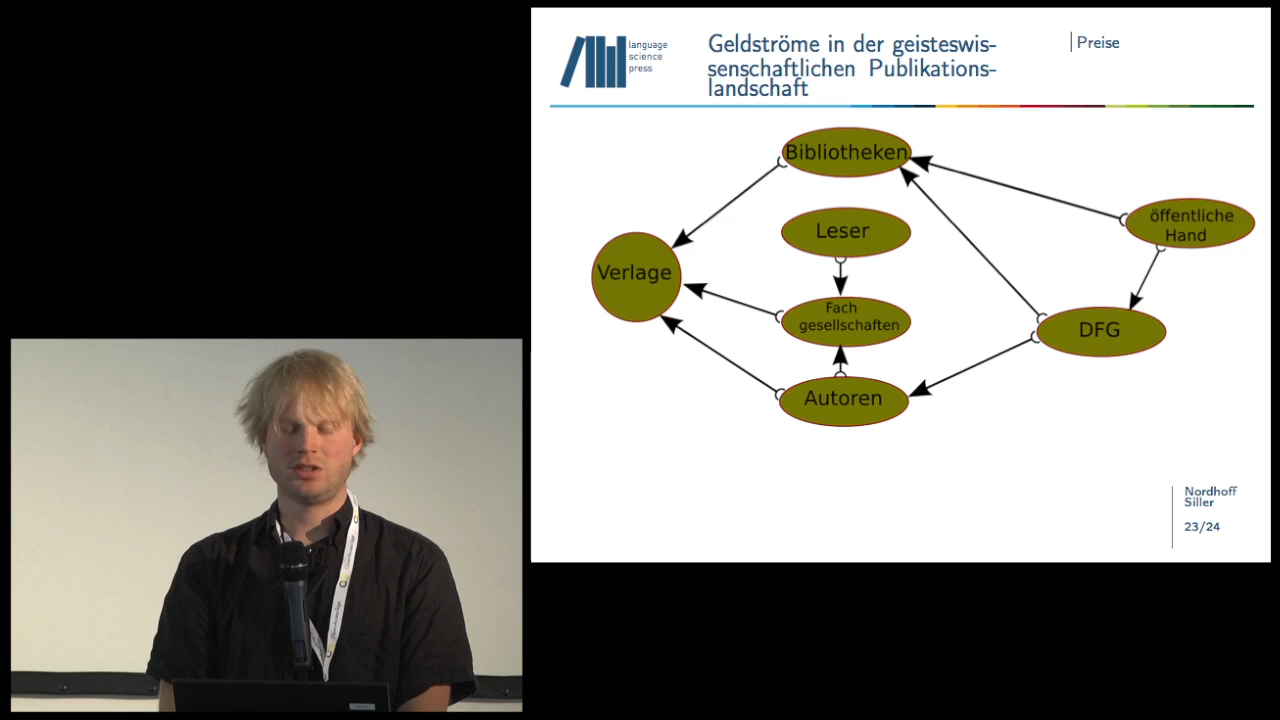 language
science
press
Geldströme in der geisteswis-
senschaftlichen Publikations-
landschaft
Preise
Bibliotheken
öffentliche
Hand
Leser
Verlage
Fach
gesellschaften
DFG
Autoren
Nordhoff
Siller
23/24